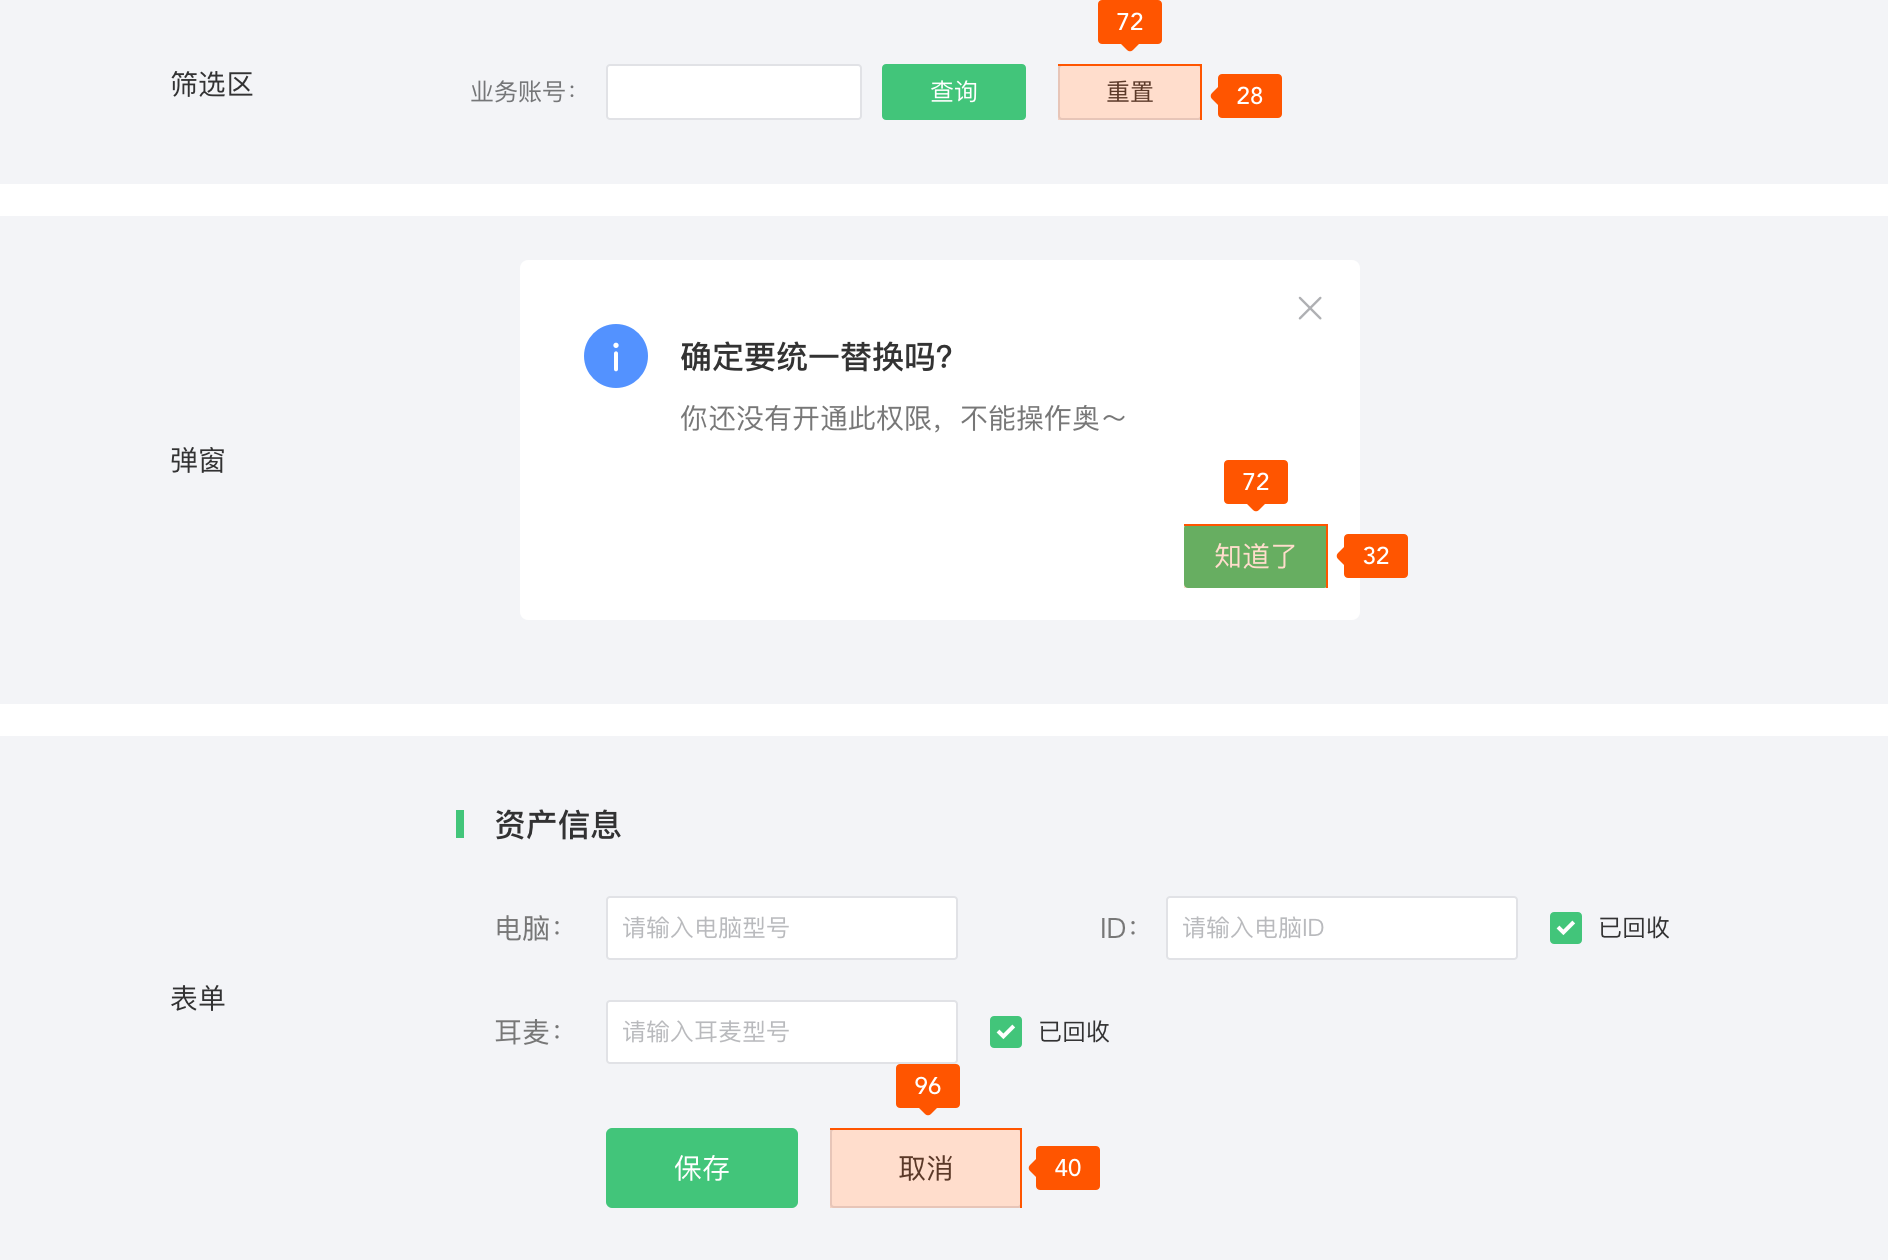 72
筛选区
业务账号：
查询
重置
28
确定要统一替换吗?
你还没有开通此权限，不能操作奥～
弹窗
72
知道了
32
资产信息
电脑：
请输入电脑型号
ID：
请输入电脑ID
已回收
表单
耳麦：
请输入耳麦型号
已回收
96
保存
取消
40